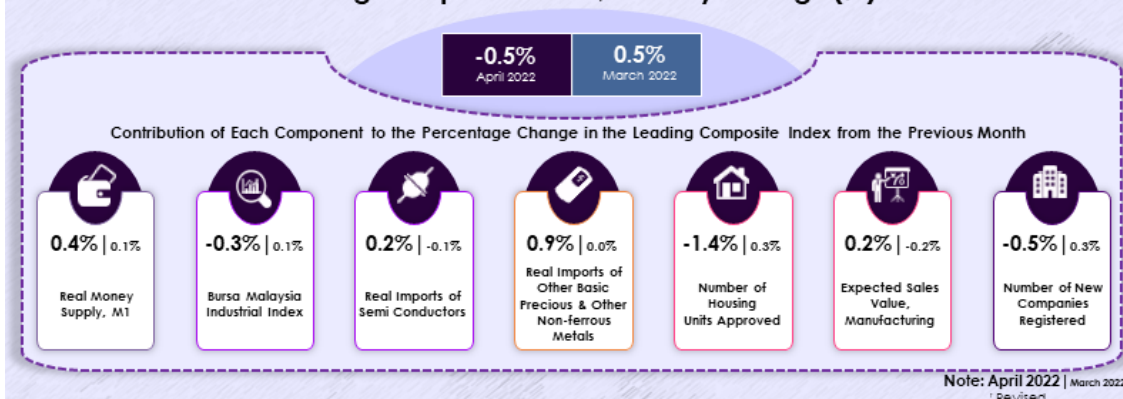 -0.5%
April 2022
0.5%
March 2022
Contribution of Each Component to the Percentage Change in the Leading Composite Index from the Previous Month
0.4% | 0.1%
Real Money
Supply, M1
-0.3% | 0.1%
Bursa Malaysia
Industrial Index
0.2% | -0.1%
Real Imports of
Semi Conductors
0.9% | 0.0%
Real Imports of
Other Basic
Precious & Other
Non-ferrous
Metals
-1.4% | 0.3%
Number of
Housing
Units Approved
0.2% | -0.2%
Expected Sales
Value,
Manufacturing
-0.5% | 0.3%
Number of New
Companies
Registered
Note: April 2022 | March 2022
Revised